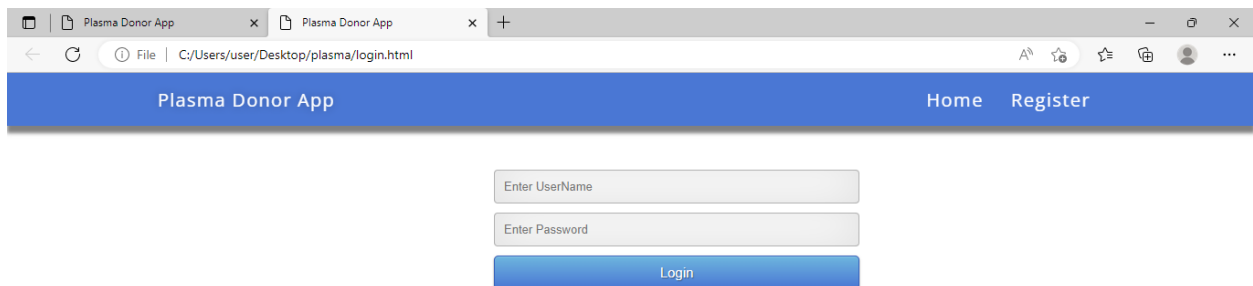 Plasma Donor App
Plasma Donor App
File | C:/Users/user/Desktop/plasma/login.html
Plasma Donor App Home Register
Enter UserName
Enter Password
Login